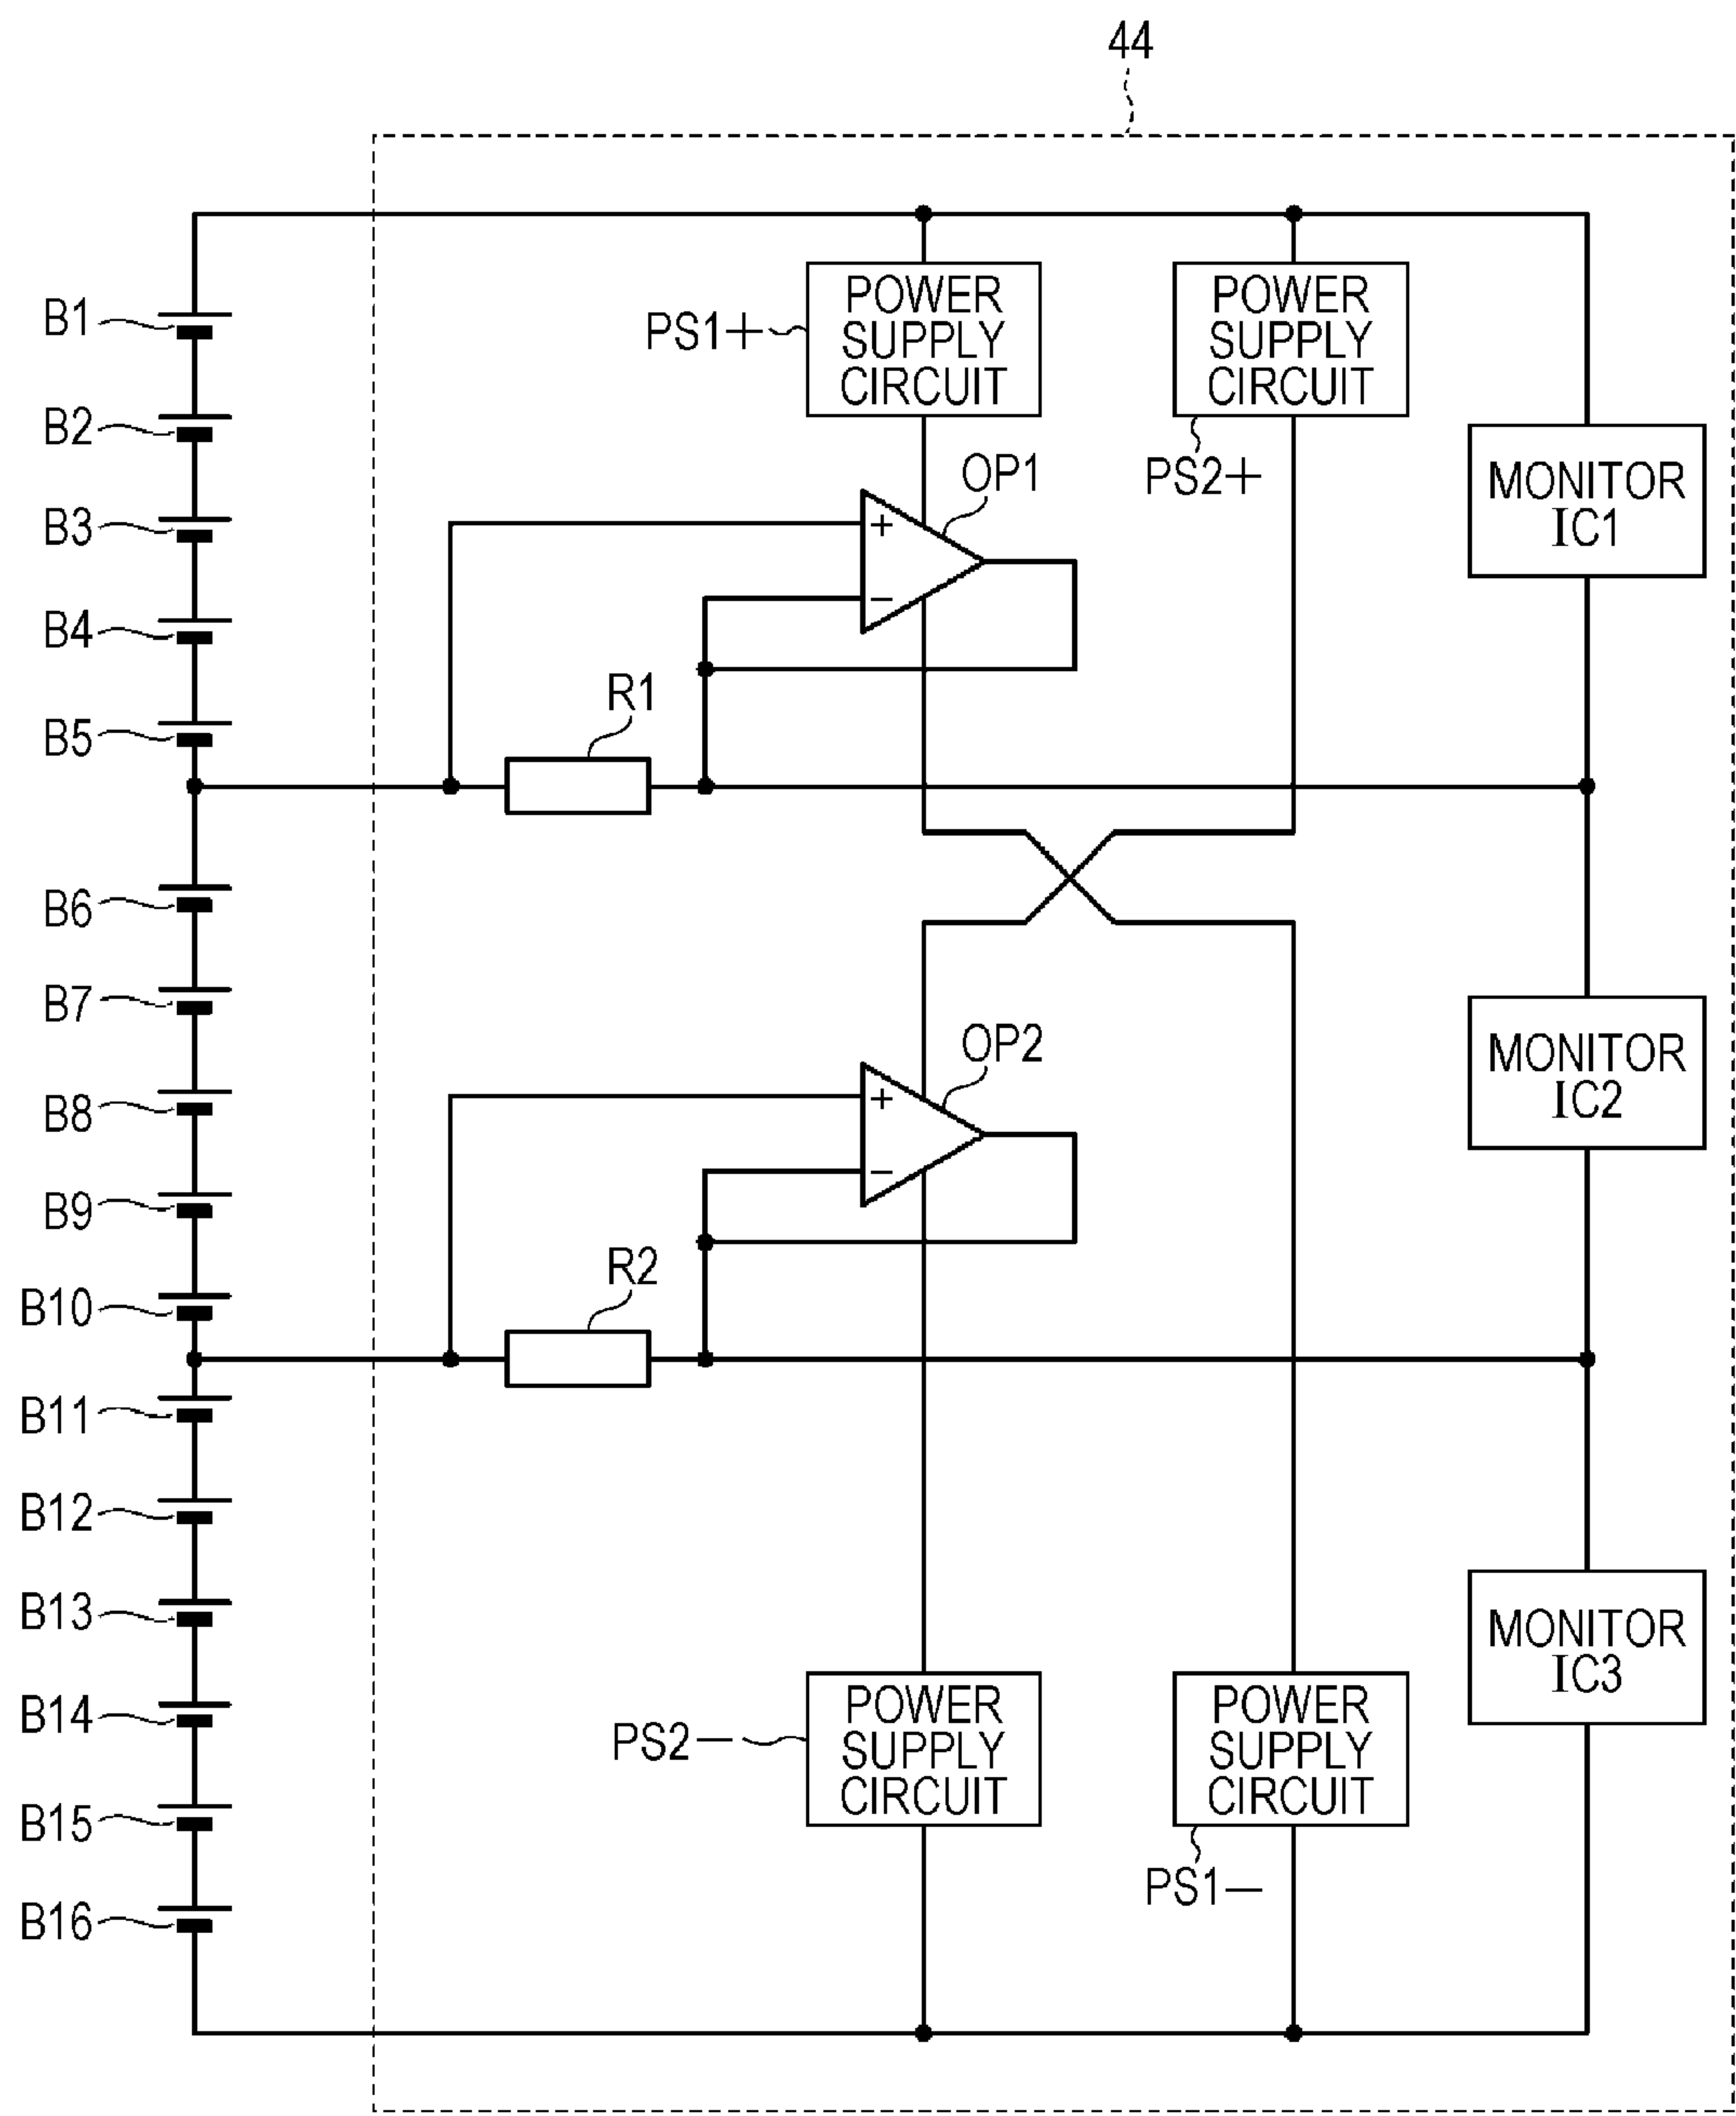 44
B1
POWER
SUPPLY
CIRCUIT
PS1+
POWER
SUPPLY
CIRCUIT
PS2+
B2
OP1
MONITOR
IC1
B3
+
−
B4
R1
B5
B6
B7
OP2
MONITOR
IC2
B8
+
−
B9
R2
B10
B11
B12
B13
MONITOR
IC3
B14
PS2−
POWER
SUPPLY
CIRCUIT
POWER
SUPPLY
CIRCUIT
B15
PS1−
B16